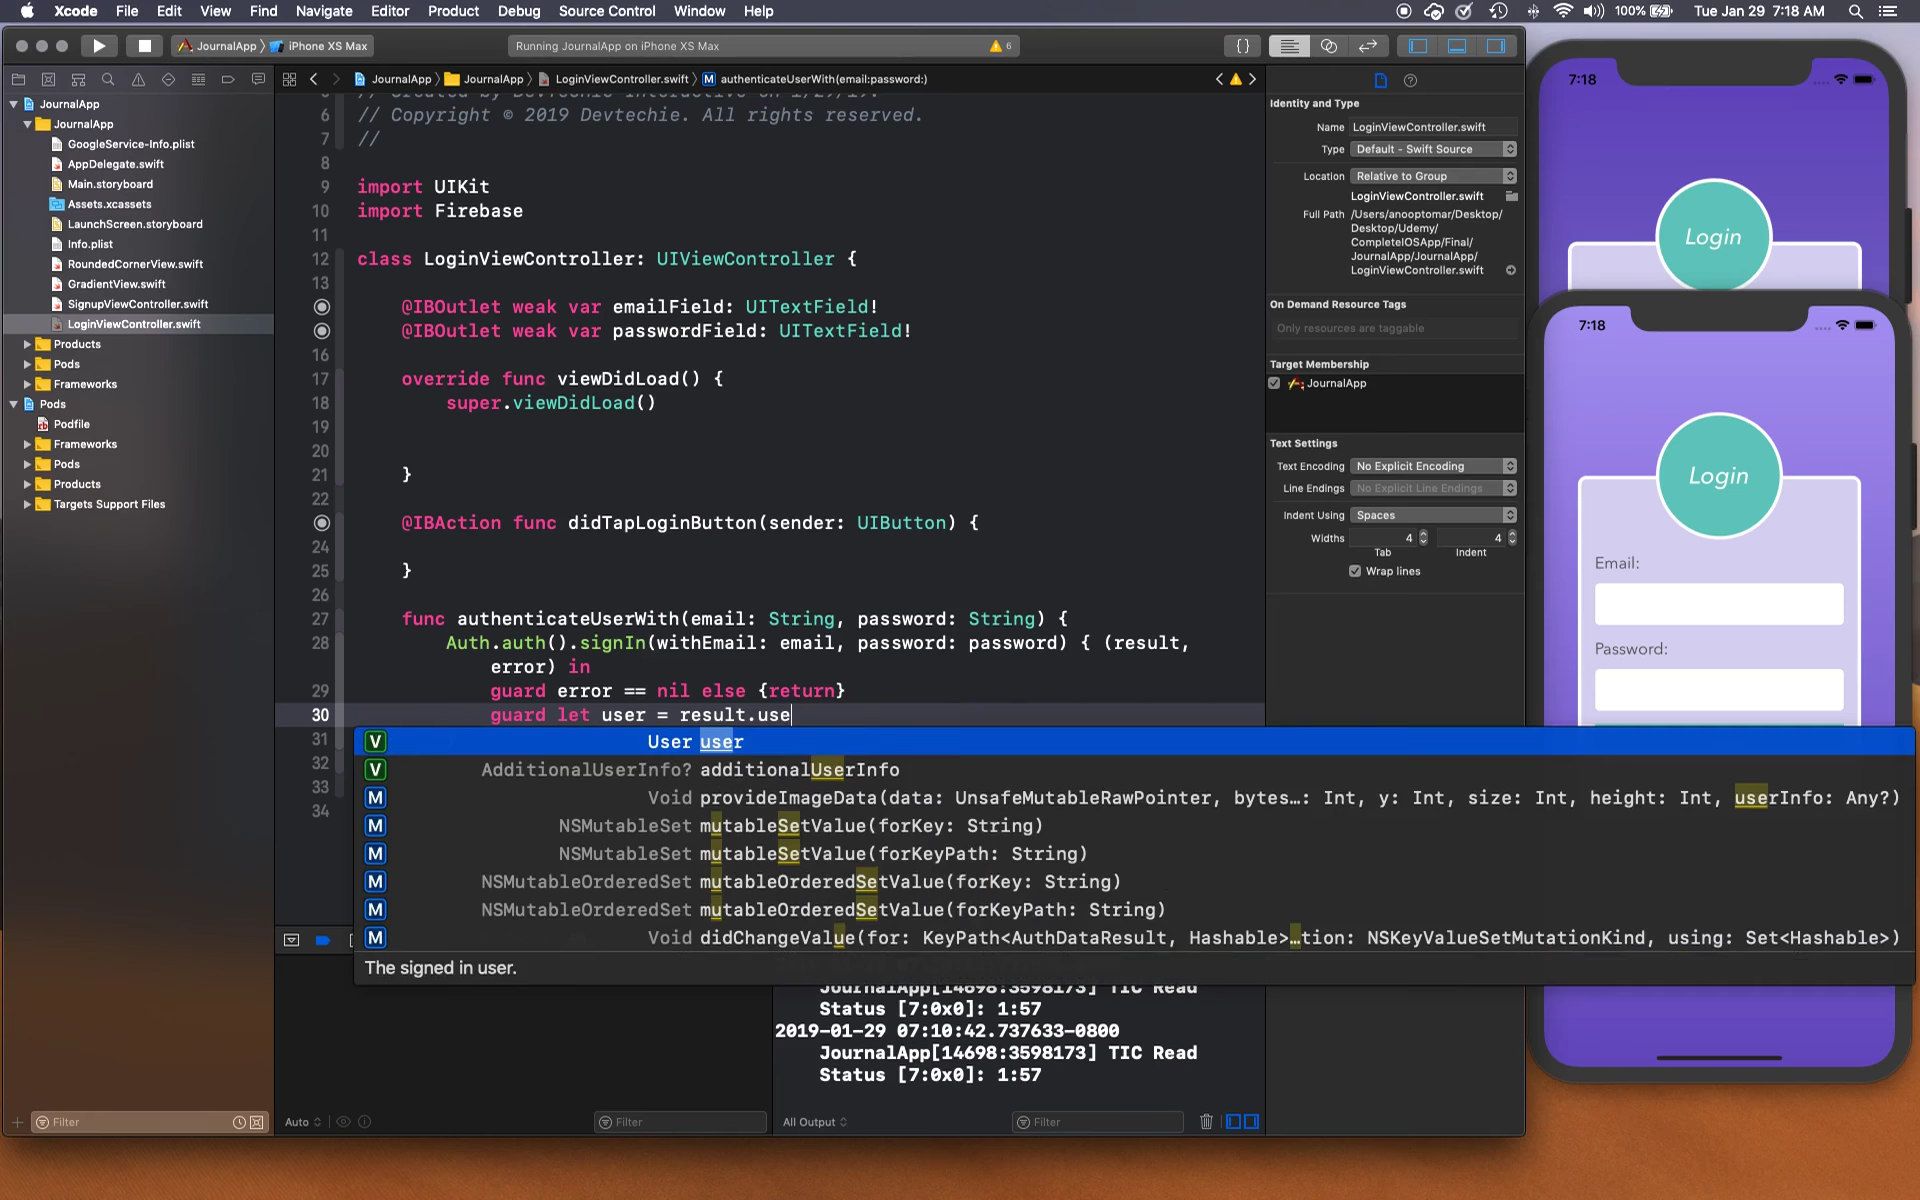 Xcode File Edit View Find Navigate Editor Product Debug Source Control Window Help
100% Tue Jan 29 7:18 AM
JournalApp iPhone XS Max
Running JournalApp on iPhone XS Max
6
JournalApp JournalApp LoginViewController.swift M authenticateUserWith(email:password:)
JournalApp
JournalApp
GoogleService-Info.plist
AppDelegate.swift
Main.storyboard
Assets.xcassets
LaunchScreen.storyboard
Info.plist
RoundedCornerView.swift
GradientView.swift
SignupViewController.swift
LoginViewController.swift
Products
Pods
Frameworks
Pods
Podfile
Frameworks
Pods
Products
Targets Support Files
Filter
6 // Copyright © 2019 Devtechie. All rights reserved.
7 //
8
9 import UIKit
10 import Firebase
11
12 class LoginViewController: UIViewController {
13
@IBOutlet weak var emailField: UITextField!
@IBOutlet weak var passwordField: UITextField!
16
17 override func viewDidLoad() {
18 super.viewDidLoad()
19
20
21 }
22
@IBAction func didTapLoginButton(sender: UIButton) {
24
25 }
26
27 func authenticateUserWith(email: String, password: String) {
28 Auth.auth().signIn(withEmail: email, password: password) { (result,
error) in
29 guard error == nil else {return}
30 guard let user = result.use
31
32
33
34
V User user
V AdditionalUserInfo? additionalUserInfo
M Void provideImageData(data: UnsafeMutableRawPointer, bytes…: Int, y: Int, size: Int, height: Int, userInfo: Any?)
M NSMutableSet mutableSetValue(forKey: String)
M NSMutableSet mutableSetValue(forKeyPath: String)
M NSMutableOrderedSet mutableOrderedSetValue(forKey: String)
M NSMutableOrderedSet mutableOrderedSetValue(forKeyPath: String)
M Void didChangeValue(for: KeyPath<AuthDataResult, Hashable>…tion: NSKeyValueSetMutationKind, using: Set<Hashable>)
The signed in user.
JournalApp[14698:3598173] TIC Read
Status [7:0x0]: 1:57
2019-01-29 07:10:42.737633-0800
JournalApp[14698:3598173] TIC Read
Status [7:0x0]: 1:57
Auto
Filter
All Output
Filter
Identity and Type
Name LoginViewController.swift
Type Default - Swift Source
Location Relative to Group
LoginViewController.swift
Full Path /Users/anooptomar/Desktop/
Desktop/Udemy/
CompleteIOSApp/Final/
JournalApp/JournalApp/
LoginViewController.swift
On Demand Resource Tags
Only resources are taggable
Target Membership
JournalApp
Text Settings
Text Encoding No Explicit Encoding
Line Endings No Explicit Line Endings
Indent Using Spaces
Widths 4 4
Tab Indent
Wrap lines
7:18
Login
7:18
Login
Email:
Password: